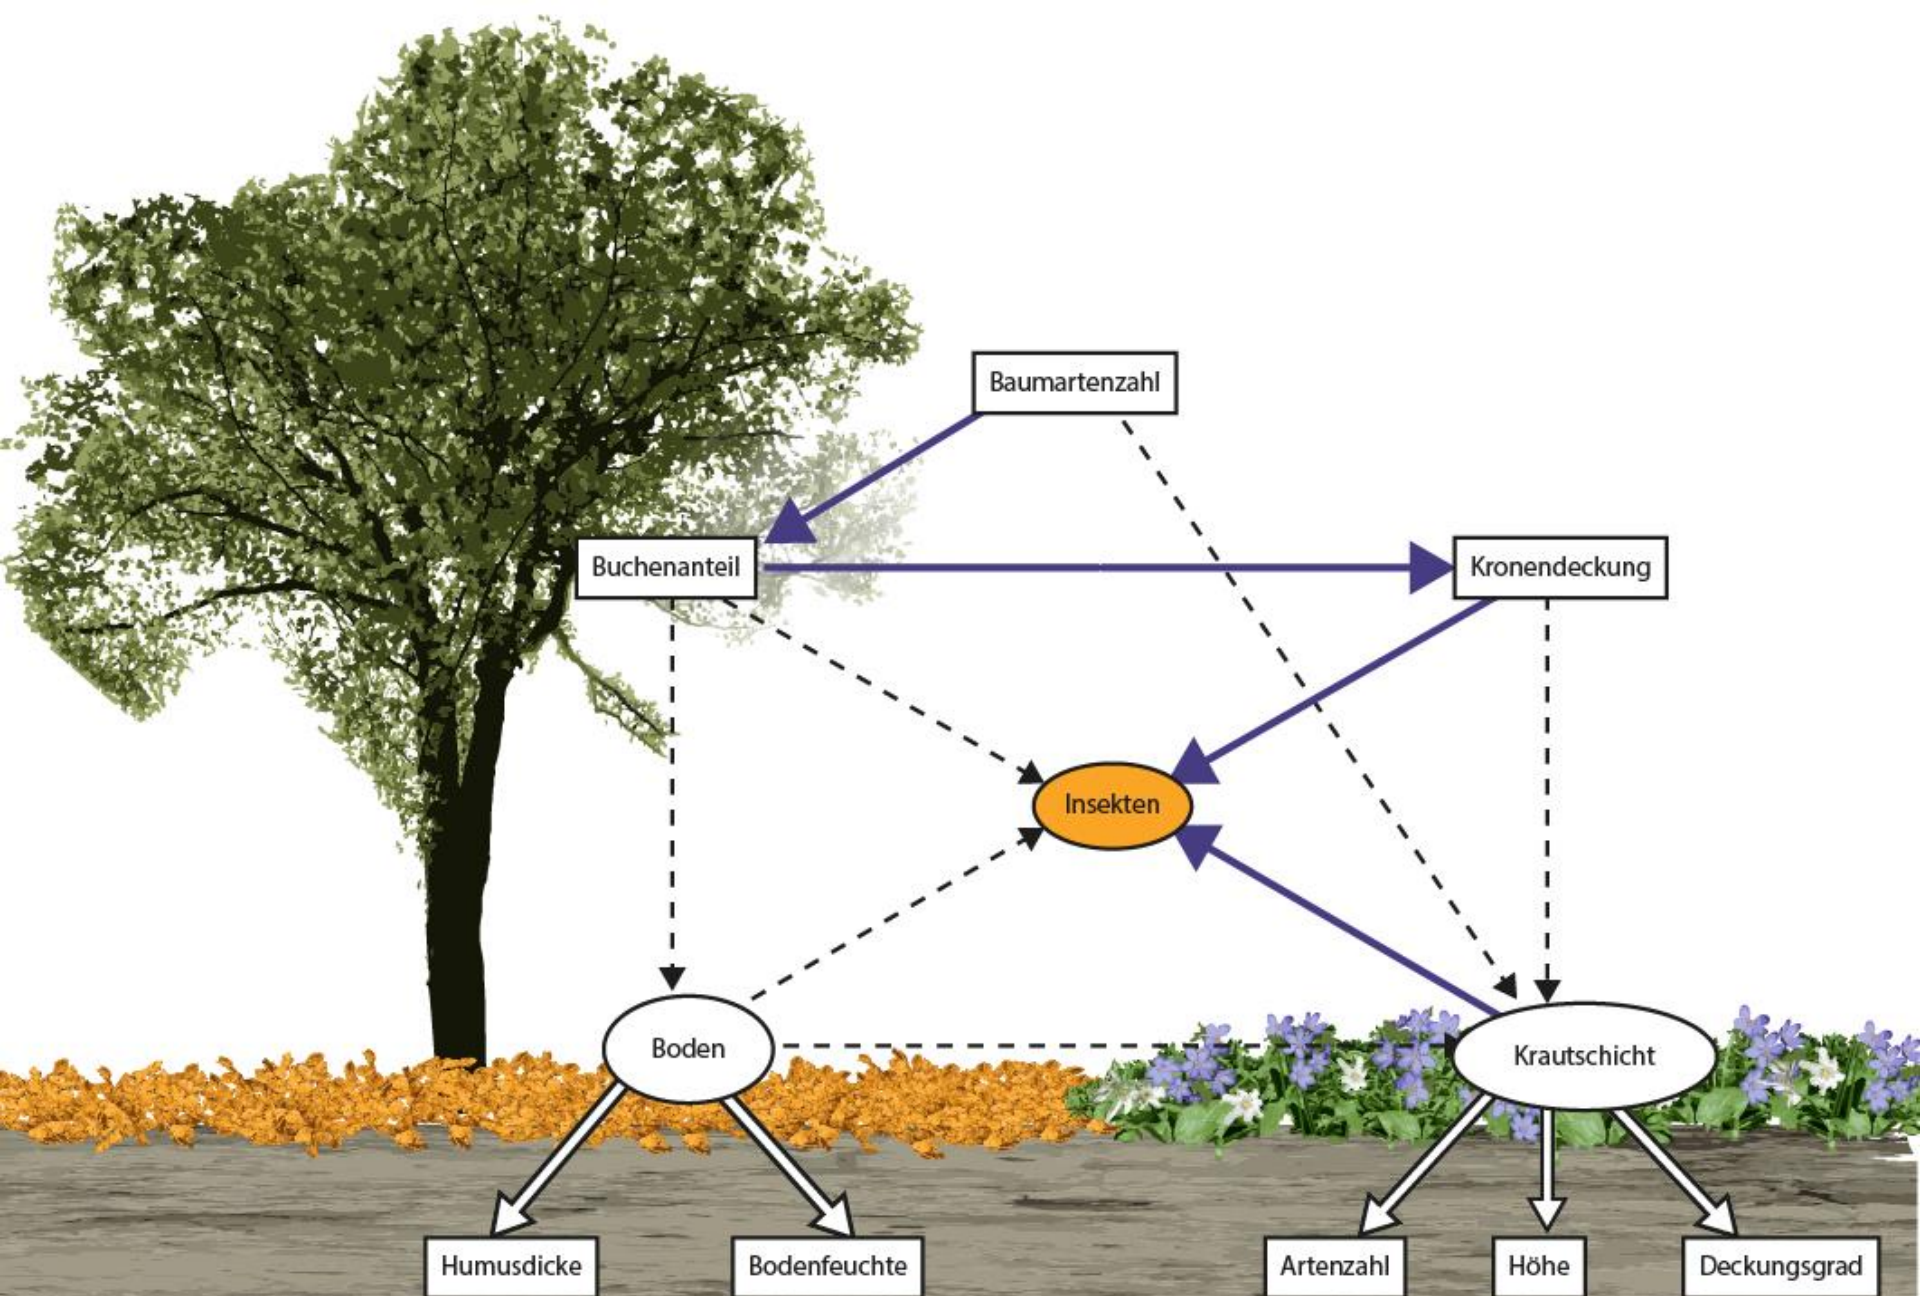 Baumartenzahl
Buchenanteil
Kronendeckung
Insekten
Boden
Krautschicht
Humusdicke
Bodenfeuchte
Artenzahl
Höhe
Deckungsgrad